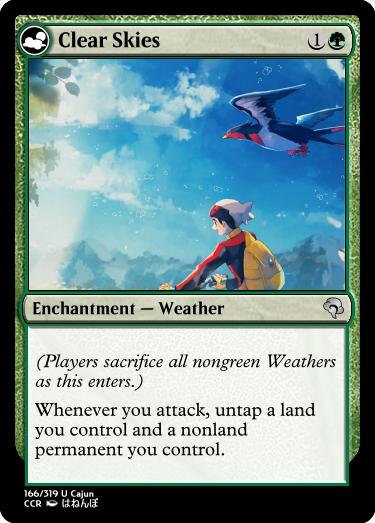 Clear Skies 1
Enchantment — Weather
(Players sacrifice all nongreen Weathers
as this enters.)
Whenever you attack, untap a land
you control and a nonland
permanent you control.
166/319 U Cajun
CCR はねんぼ